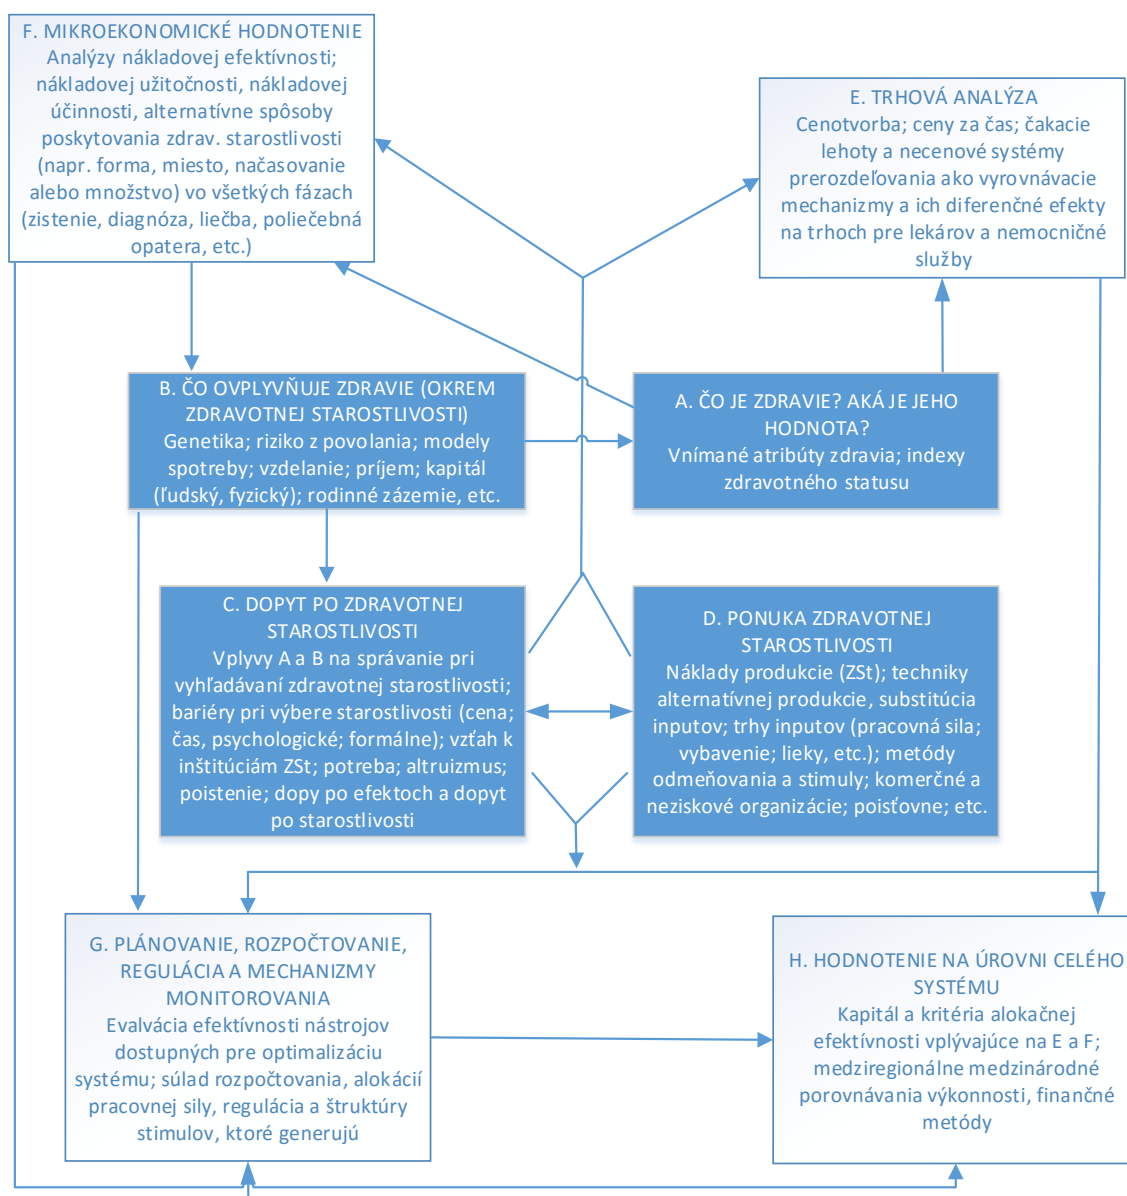 F. MIKROEKONOMICKÉ HODNOTENIE
Analýzy nákladovej efektívnosti;
nákladovej užitočnosti, nákladovej
účinnosti, alternatívne spôsoby
poskytovania zdrav. starostlivosti
(napr. forma, miesto, načasovanie
alebo množstvo) vo všetkých fázach
(zistenie, diagnóza, liečba, poliečebná
opatera, etc.)
E. TRHOVÁ ANALÝZA
Cenotvorba; ceny za čas; čakacie
lehoty a necenové systémy
prerozdeľovania ako vyrovnávacie
mechanizmy a ich diferenčné efekty
na trhoch pre lekárov a nemocničné
služby
B. ČO OVPLYVŇUJE ZDRAVIE (OKREM
ZDRAVOTNEJ STAROSTLIVOSTI)
Genetika; riziko z povolania; modely
spotreby; vzdelanie; príjem; kapitál
(ľudský, fyzický); rodinné zázemie, etc.
A. ČO JE ZDRAVIE? AKÁ JE JEHO
HODNOTA?
Vnímané atribúty zdravia; indexy
zdravotného statusu
C. DOPYT PO ZDRAVOTNEJ
STAROSTLIVOSTI
Vplyvy A a B na správanie pri
vyhľadávaní zdravotnej starostlivosti;
bariéry pri výbere starostlivosti (cena;
čas, psychologické; formálne); vzťah k
inštitúciám ZSt; potreba; altruizmus;
poistenie; dopy po efektoch a dopyt
po starostlivosti
D. PONUKA ZDRAVOTNEJ
STAROSTLIVOSTI
Náklady produkcie (ZSt); techniky
alternatívnej produkcie, substitúcia
inputov; trhy inputov (pracovná sila;
vybavenie; lieky, etc.); metódy
odmeňovania a stimuly; komerčné a
neziskové organizácie; poisťovne; etc.
G. PLÁNOVANIE, ROZPOČTOVANIE,
REGULÁCIA A MECHANIZMY
MONITOROVANIA
Evalvácia efektívnosti nástrojov
dostupných pre optimalizáciu
systému; súlad rozpočtovania, alokácií
pracovnej sily, regulácia a štruktúry
stimulov, ktoré generujú
H. HODNOTENIE NA ÚROVNI CELÉHO
SYSTÉMU
Kapitál a kritéria alokačnej
efektívnosti vplývajúce na E a F;
medziregionálne medzinárodné
porovnávania výkonnosti, finančné
metódy